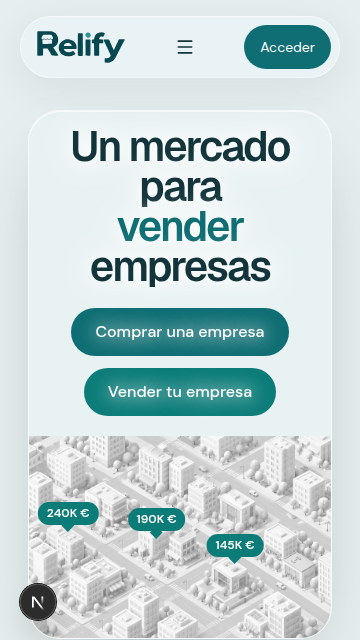 Relify
Acceder
Un mercado
para
vender
empresas
Comprar una empresa
Vender tu empresa
240K €
190K €
145K €
N